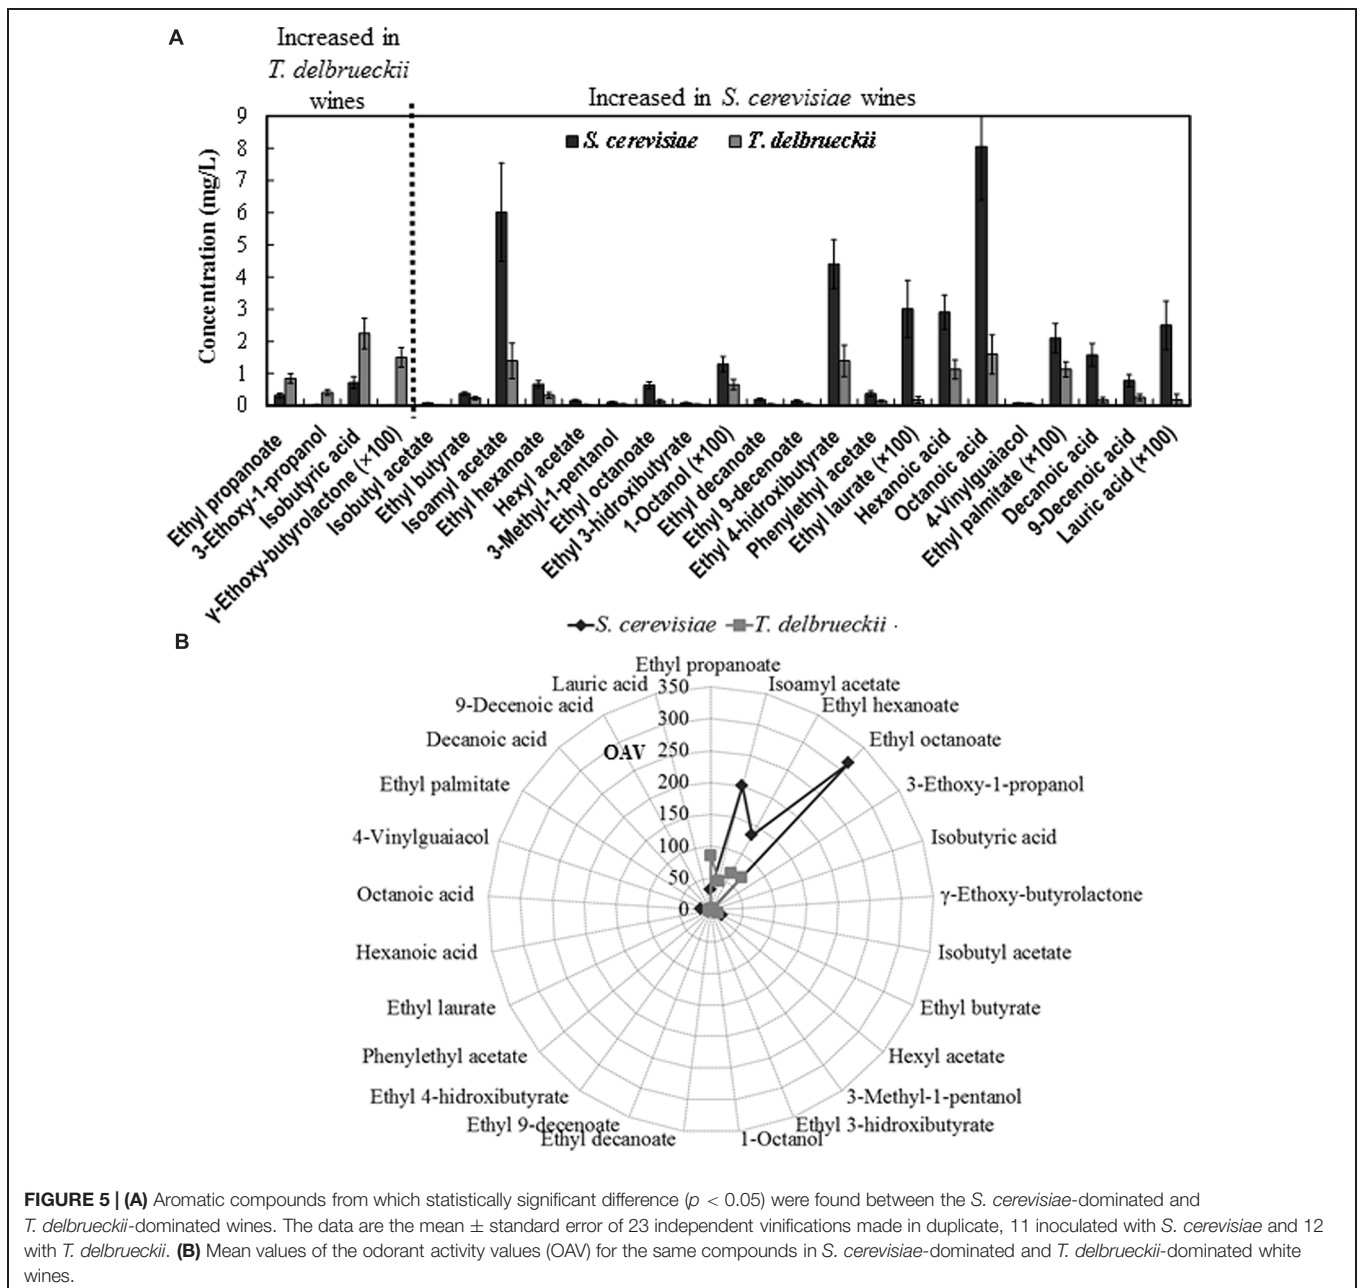 A
Increased in
T. delbrueckii
wines
Increased in S. cerevisiae wines
S. cerevisiae
T. delbrueckii
Concentration (mg/L)
9
8
7
6
5
4
3
2
1
0
Ethyl propanoate
3-Ethoxy-1-propanol
Isobutyric acid
γ-Ethoxy-butyrolactone (×100)
Isobutyl acetate
Ethyl butyrate
Isoamyl acetate
Ethyl hexanoate
Hexyl acetate
3-Methyl-1-pentanol
Ethyl octanoate
Ethyl 3-hidroxibutyrate
1-Octanol (×100)
Ethyl decanoate
Ethyl 9-decenoate
Ethyl 4-hidroxibutyrate
Phenylethyl acetate
Ethyl laurate (×100)
Hexanoic acid
Octanoic acid
4-Vinylguaiacol
Ethyl palmitate (×100)
Decanoic acid
9-Decenoic acid
Lauric acid (×100)
B
S. cerevisiae
T. delbrueckii
OAV
350
300
250
200
150
100
50
0
Ethyl propanoate
Isoamyl acetate
Ethyl hexanoate
Ethyl octanoate
3-Ethoxy-1-propanol
Isobutyric acid
γ-Ethoxy-butyrolactone
Isobutyl acetate
Ethyl butyrate
Hexyl acetate
3-Methyl-1-pentanol
Ethyl 3-hidroxibutyrate
1-Octanol
Ethyl decanoate
Ethyl 9-decenoate
Ethyl 4-hidroxibutyrate
Phenylethyl acetate
Ethyl laurate
Hexanoic acid
Octanoic acid
4-Vinylguaiacol
Ethyl palmitate
Decanoic acid
9-Decenoic acid
Lauric acid
FIGURE 5 | (A) Aromatic compounds from which statistically significant difference (p < 0.05) were found between the S. cerevisiae-dominated and
T. delbrueckii-dominated wines. The data are the mean ± standard error of 23 independent vinifications made in duplicate, 11 inoculated with S. cerevisiae and 12
with T. delbrueckii. (B) Mean values of the odorant activity values (OAV) for the same compounds in S. cerevisiae-dominated and T. delbrueckii-dominated white
wines.